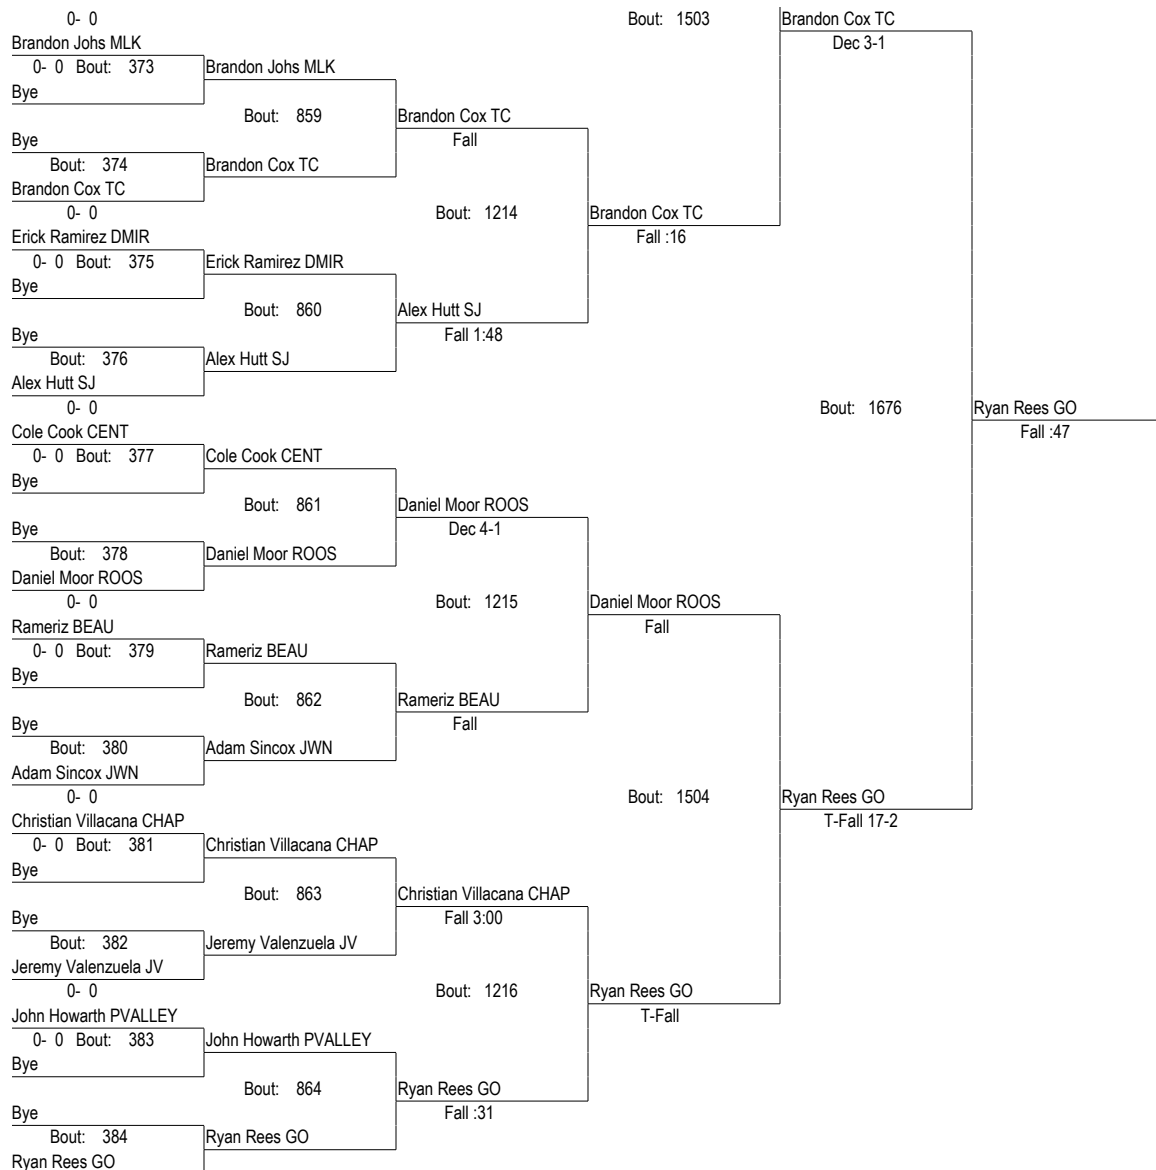 0- 0 Bout: 1503 Brandon Cox TC
Brandon Johs MLK Dec 3-1
0- 0 Bout: 373 Brandon Johs MLK
Bye
Bout: 859 Brandon Cox TC
Bye Fall
Bout: 374 Brandon Cox TC
Brandon Cox TC
0- 0 Bout: 1214 Brandon Cox TC
Erick Ramirez DMIR Fall :16
0- 0 Bout: 375 Erick Ramirez DMIR
Bye
Bout: 860 Alex Hutt SJ
Bye Fall 1:48
Bout: 376 Alex Hutt SJ
Alex Hutt SJ
0- 0 Bout: 1676 Ryan Rees GO
Cole Cook CENT Fall :47
0- 0 Bout: 377 Cole Cook CENT
Bye
Bout: 861 Daniel Moor ROOS
Bye Dec 4-1
Bout: 378 Daniel Moor ROOS
Daniel Moor ROOS
0- 0 Bout: 1215 Daniel Moor ROOS
Rameriz BEAU Fall
0- 0 Bout: 379 Rameriz BEAU
Bye
Bout: 862 Rameriz BEAU
Bye Fall
Bout: 380 Adam Sincox JWN
Adam Sincox JWN
0- 0 Bout: 1504 Ryan Rees GO
Christian Villacana CHAP T-Fall 17-2
0- 0 Bout: 381 Christian Villacana CHAP
Bye
Bout: 863 Christian Villacana CHAP
Bye Fall 3:00
Bout: 382 Jeremy Valenzuela JV
Jeremy Valenzuela JV
0- 0 Bout: 1216 Ryan Rees GO
John Howarth PVALLEY T-Fall
0- 0 Bout: 383 John Howarth PVALLEY
Bye
Bout: 864 Ryan Rees GO
Bye Fall :31
Bout: 384 Ryan Rees GO
Ryan Rees GO